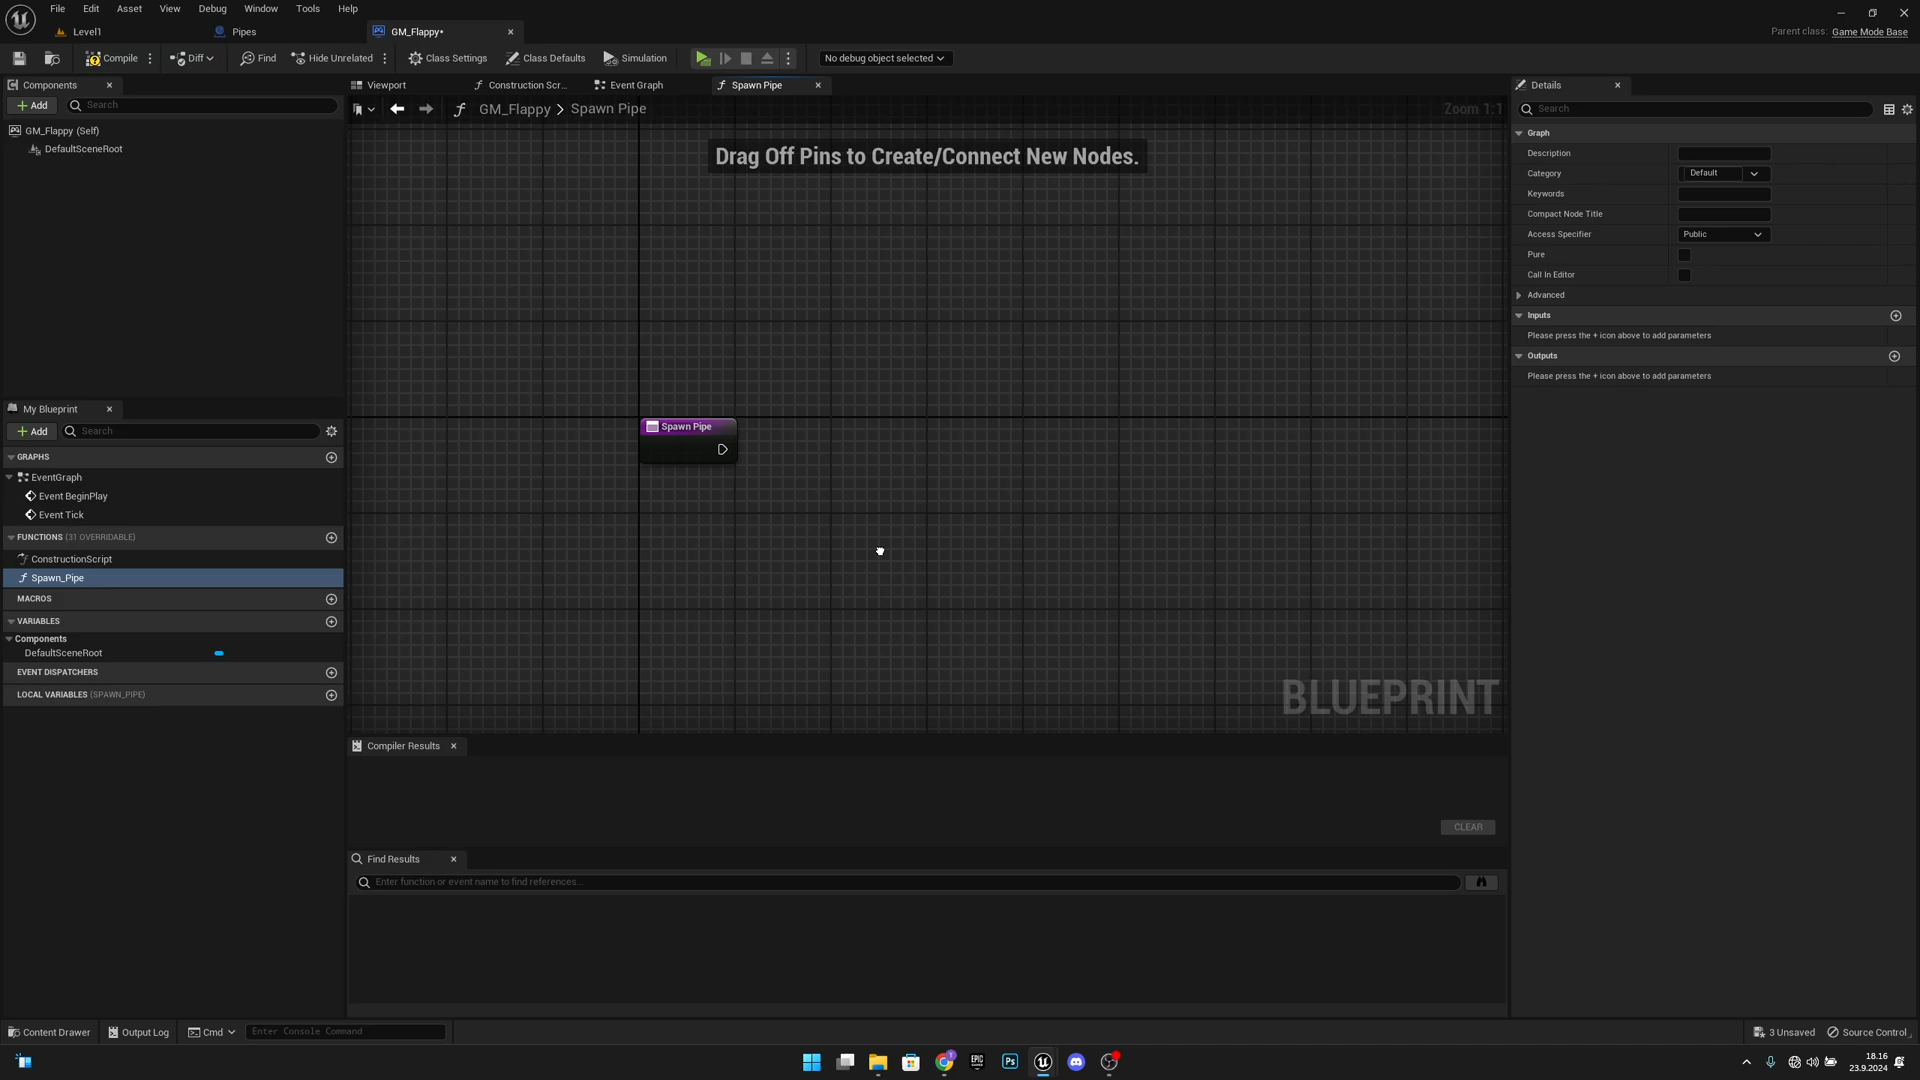 File Edit Asset View Debug Window Tools Help
Level1 Pipes GM_Flappy*
Parent class: Game Mode Base
Compile Diff Find Hide Unrelated Class Settings Class Defaults Simulation No debug object selected
Components
Add Search
GM_Flappy (Self)
DefaultSceneRoot
My Blueprint
Add Search
GRAPHS
EventGraph
Event BeginPlay
Event Tick
FUNCTIONS (31 OVERRIDABLE)
ConstructionScript
Spawn_Pipe
MACROS
VARIABLES
Components
DefaultSceneRoot
EVENT DISPATCHERS
LOCAL VARIABLES (SPAWN_PIPE)
Viewport Construction Scr... Event Graph Spawn Pipe
GM_Flappy > Spawn Pipe
Zoom 1:1
Drag Off Pins to Create/Connect New Nodes.
Spawn Pipe
BLUEPRINT
Compiler Results
CLEAR
Find Results
Enter function or event name to find references...
Details
Search
Graph
Description
Category Default
Keywords
Compact Node Title
Access Specifier Public
Pure
Call In Editor
Advanced
Inputs
Please press the + icon above to add parameters
Outputs
Please press the + icon above to add parameters
Content Drawer Output Log Cmd Enter Console Command
3 Unsaved Source Control
EPIC GAMES
Ps
18.16
23.9.2024